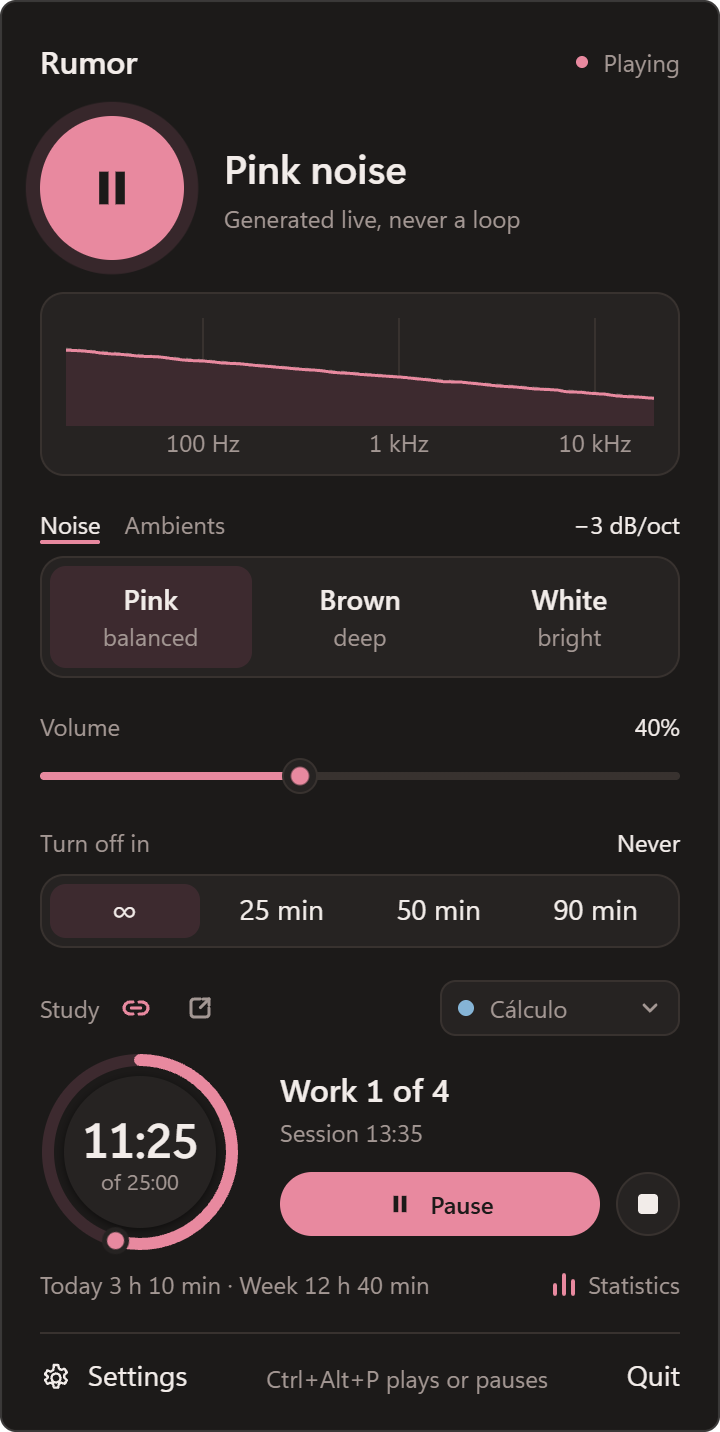 Rumor
Playing
Pink noise
Generated live, never a loop
100 Hz 1 kHz 10 kHz
Noise Ambients −3 dB/oct
Pink Brown White
balanced deep bright
Volume 40%
Turn off in Never
∞ 25 min 50 min 90 min
Study Cálculo
Work 1 of 4
Session 13:35
11:25
of 25:00
Pause
Today 3 h 10 min · Week 12 h 40 min Statistics
Settings Ctrl+Alt+P plays or pauses Quit